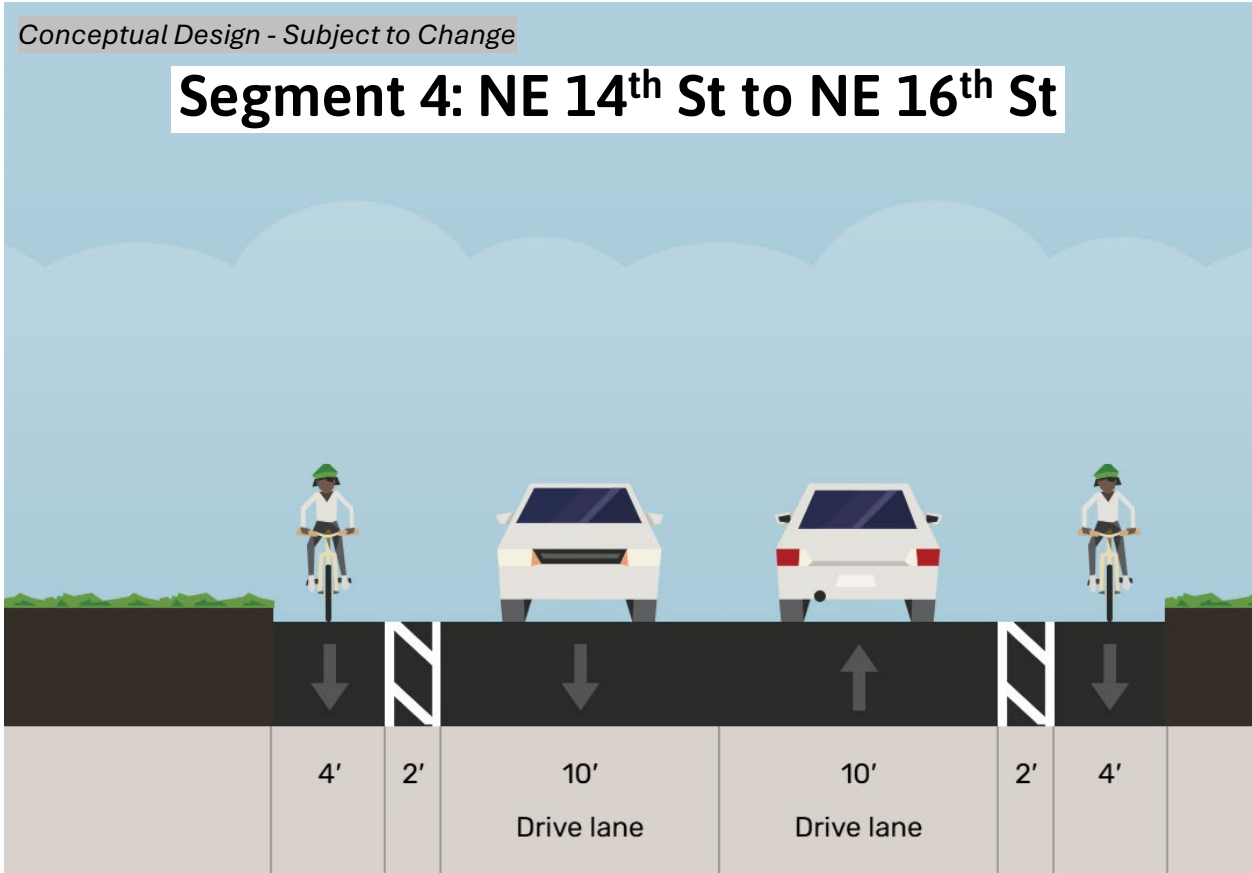 Conceptual Design - Subject to Change
Segment 4: NE 14th St to NE 16th St
4′ 2′ 10′ 10′ 2′ 4′
Drive lane Drive lane